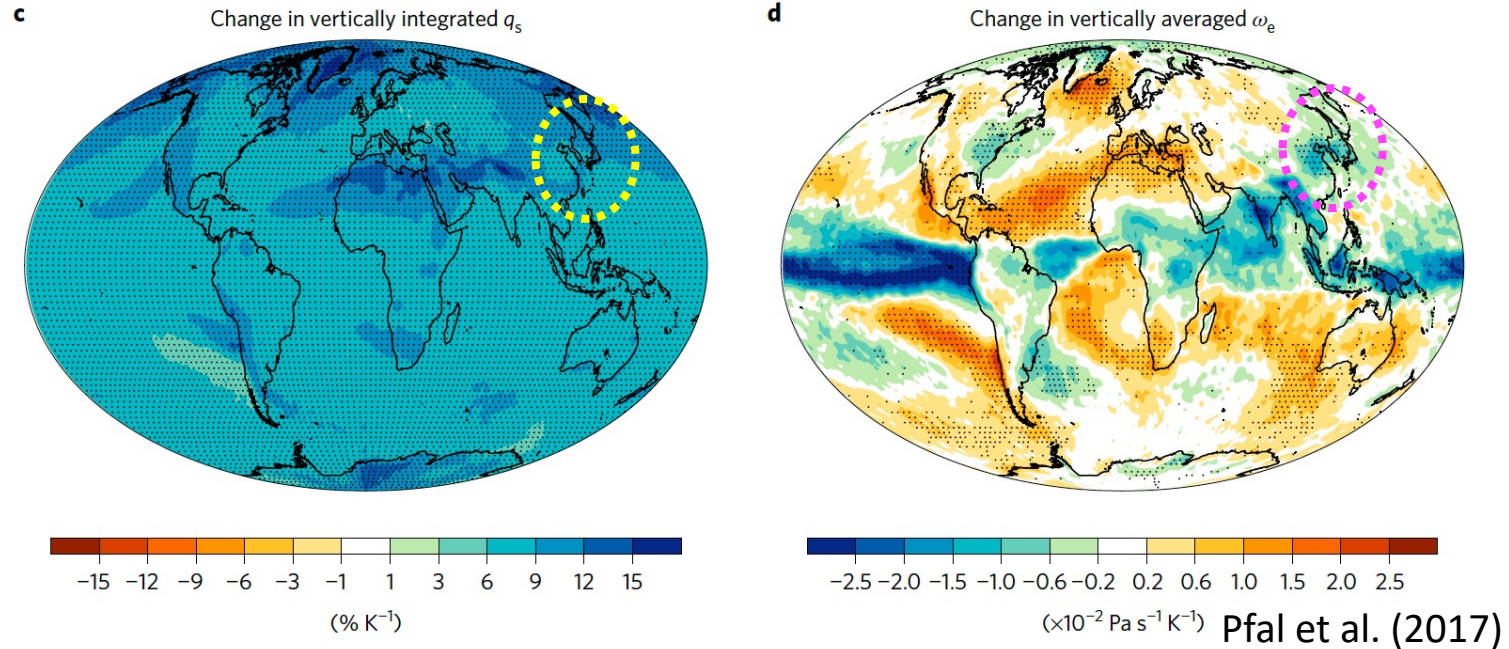 c Change in vertically integrated qs
d Change in vertically averaged ωe
−15 −12 −9 −6 −3 −1 1 3 6 9 12 15
(% K−1)
−2.5 −2.0 −1.5 −1.0 −0.6 −0.2 0.2 0.6 1.0 1.5 2.0 2.5
(×10−2 Pa s−1 K−1)
Pfal et al. (2017)